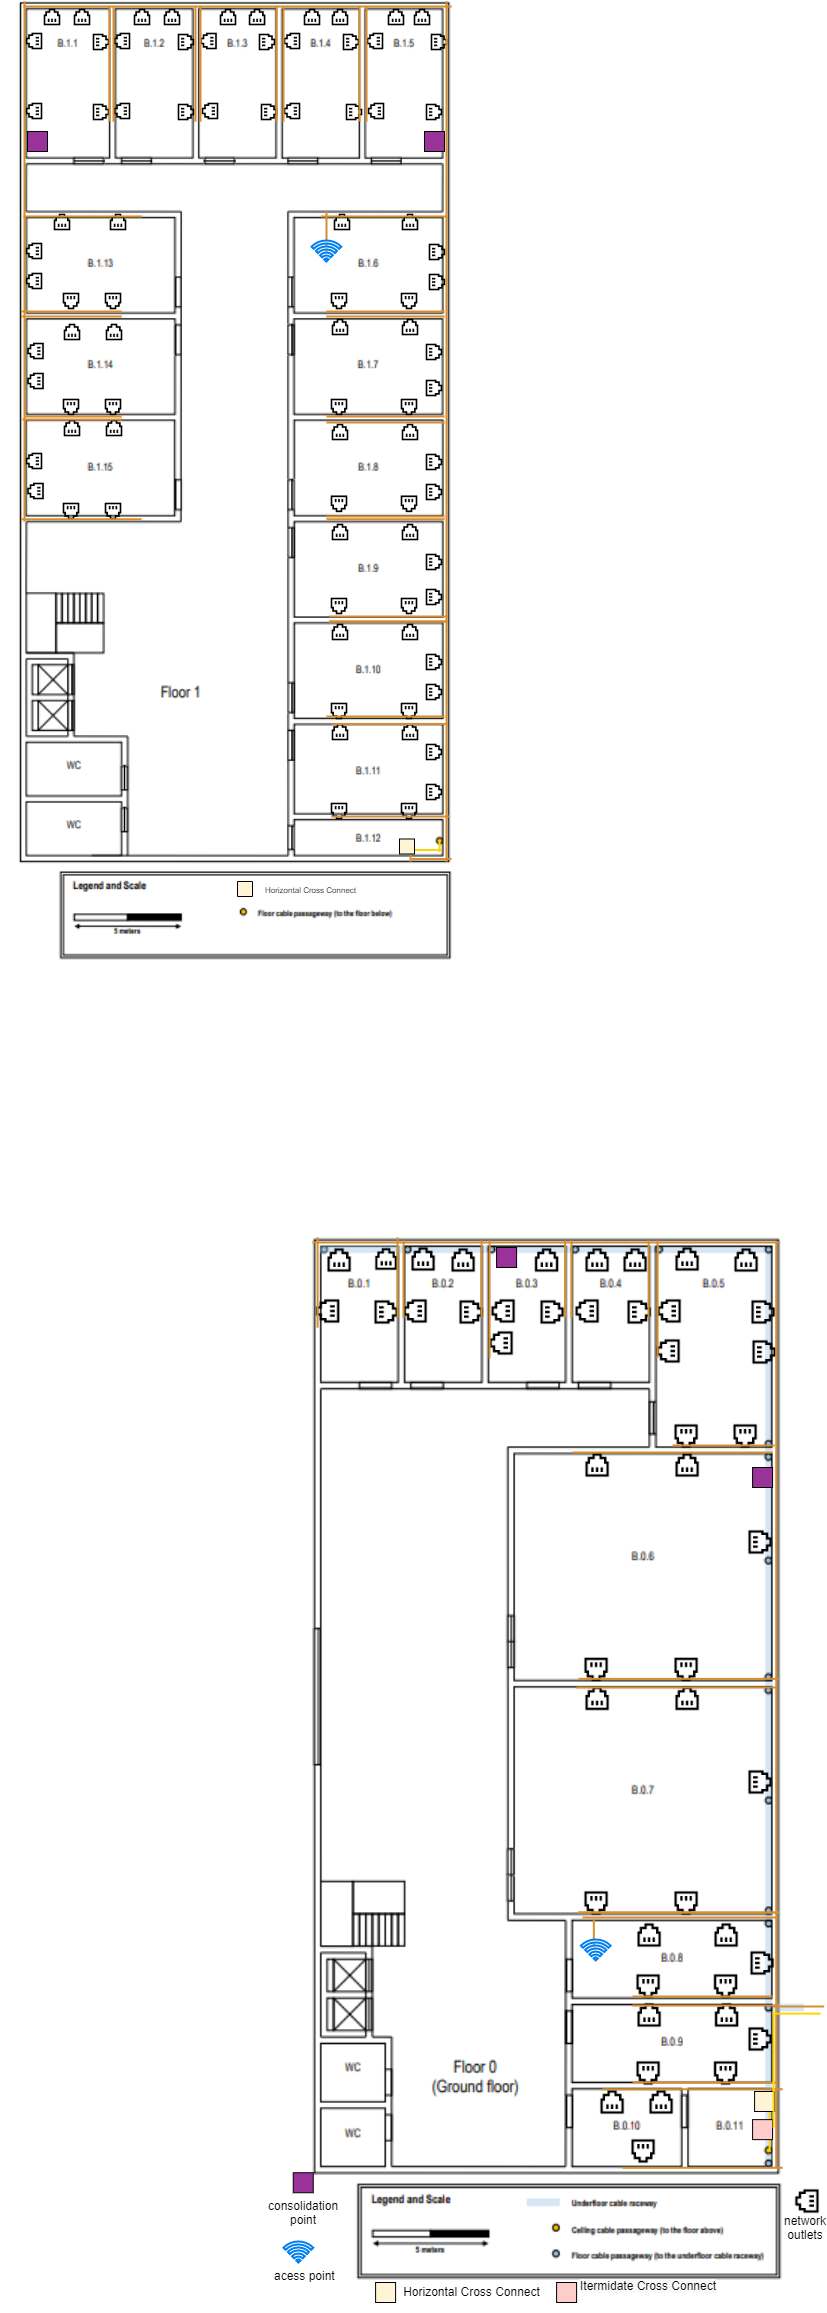 B.1.1
B.1.2
B.1.3
B.1.4
B.1.5
B.1.13
B.1.6
B.1.14
B.1.7
B.1.15
B.1.8
B.1.9
B.1.10
Floor 1
WC
B.1.11
WC
B.1.12
Legend and Scale
Horizontal Cross Connect
Floor cable passageway (to the floor below)
5 meters
B.0.1
B.0.2
B.0.3
B.0.4
B.0.5
B.0.6
B.0.7
B.0.8
B.0.9
WC
Floor 0
(Ground floor)
B.0.10
B.0.11
WC
consolidation
point
Legend and Scale
Underfloor cable raceway
Ceiling cable passageway (to the floor above)
5 meters
Floor cable passageway (to the underfloor cable raceway)
network
outlets
acess point
Horizontal Cross Connect
Itermidate Cross Connect